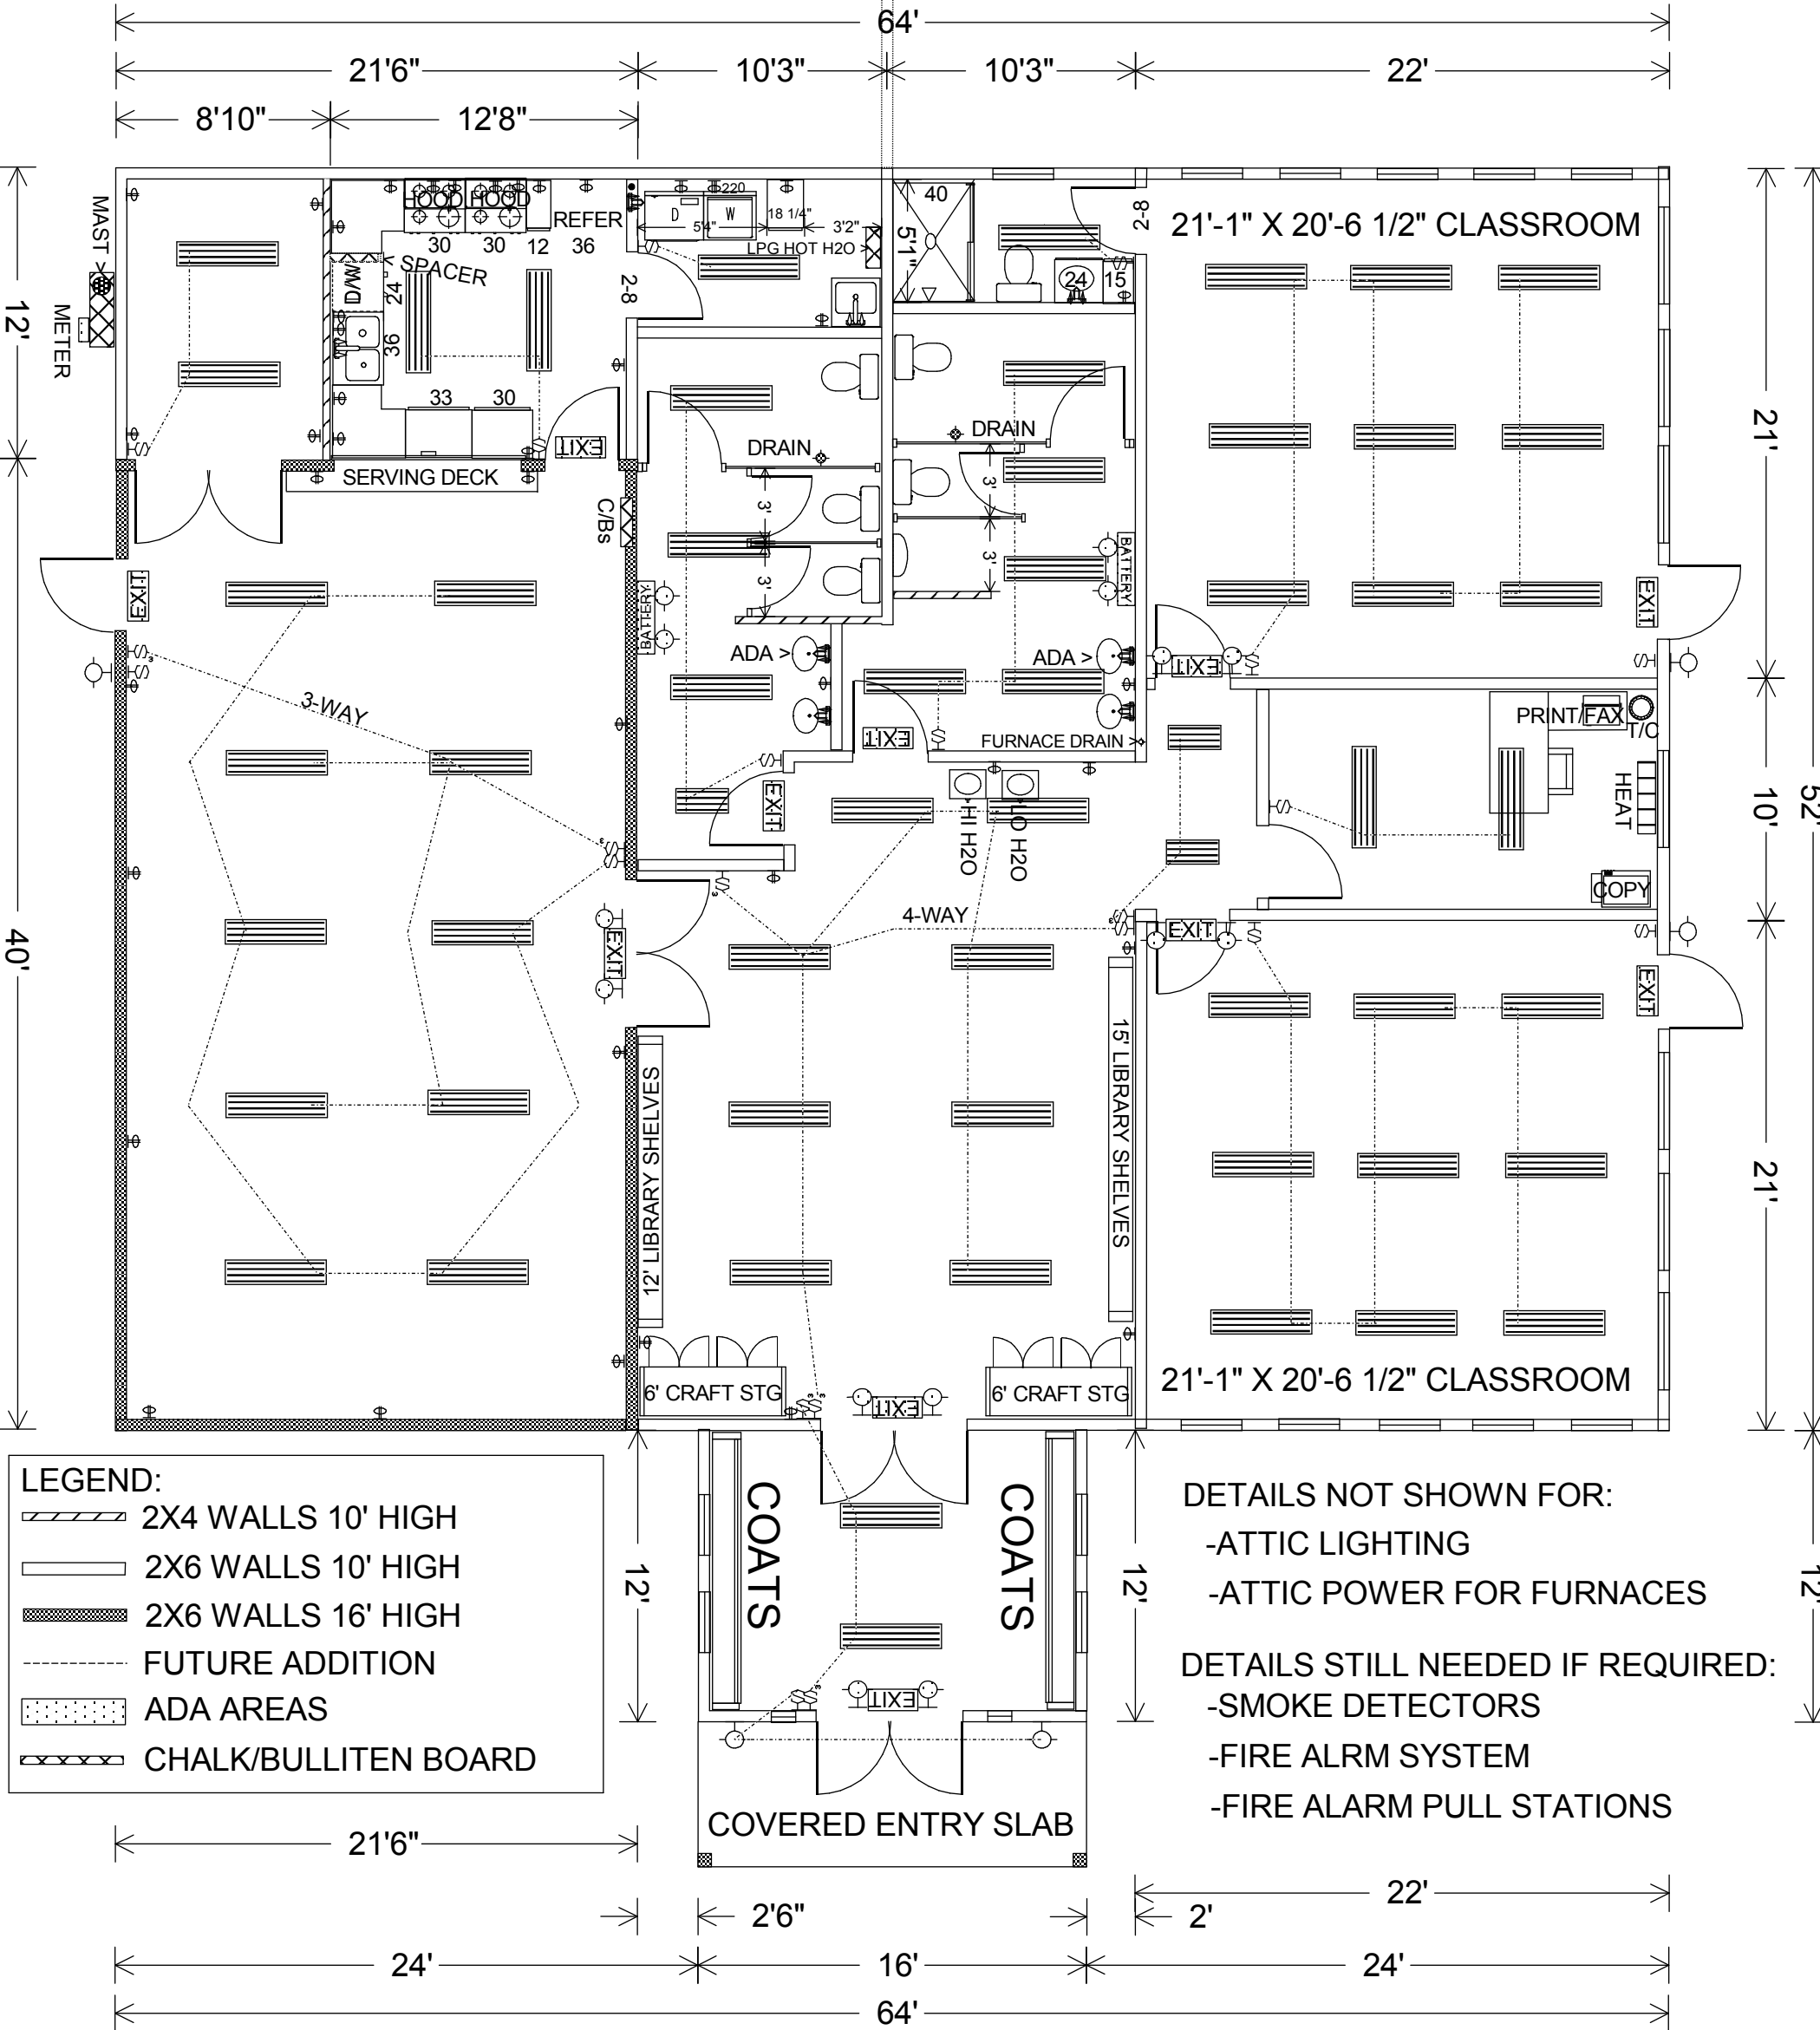 64'
21'6"
10'3"
10'3"
22'
8'10"
12'8"
MAST >
METER
12'
40'
HOOD
HOOD
REFER
30
30
12
36
< SPACER
D/W
24
36
33
30
2-8
EXIT
SERVING DECK
C/Bs
D
W
220
5'4"
18 1/4"
3'2"
LPG HOT H2O >
40
5'1"
24
15
2-8
21'-1" X 20'-6 1/2" CLASSROOM
DRAIN
DRAIN
3'
3'
3'
3'
BATTERY
BATTERY
ADA >
ADA >
EXIT
EXIT
EXIT
EXIT
FURNACE DRAIN >
EXIT
3-WAY
HI H2O
LO H2O
PRINT/FAX
T/C
HEAT
COPY
4-WAY
EXIT
EXIT
EXIT
12' LIBRARY SHELVES
15' LIBRARY SHELVES
6' CRAFT STG
6' CRAFT STG
EXIT
21'-1" X 20'-6 1/2" CLASSROOM
21'
10'
21'
52'
12'
COATS
COATS
12'
12'
EXIT
COVERED ENTRY SLAB
LEGEND:
2X4 WALLS 10' HIGH
2X6 WALLS 10' HIGH
2X6 WALLS 16' HIGH
FUTURE ADDITION
ADA AREAS
CHALK/BULLITEN BOARD
DETAILS NOT SHOWN FOR:
-ATTIC LIGHTING
-ATTIC POWER FOR FURNACES
DETAILS STILL NEEDED IF REQUIRED:
-SMOKE DETECTORS
-FIRE ALRM SYSTEM
-FIRE ALARM PULL STATIONS
21'6"
22'
2'6"
2'
24'
16'
24'
64'